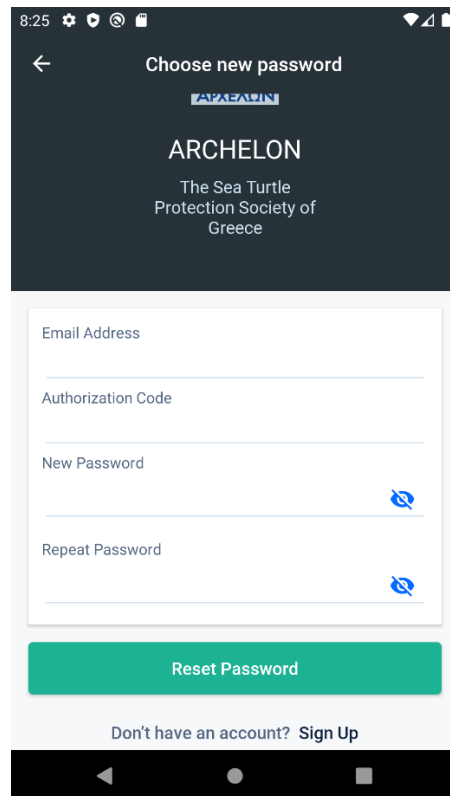 8:25
Choose new password
ΑΡΧΕΛΩΝ
ARCHELON
The Sea Turtle
Protection Society of
Greece
Email Address
Authorization Code
New Password
Repeat Password
Reset Password
Don't have an account? Sign Up